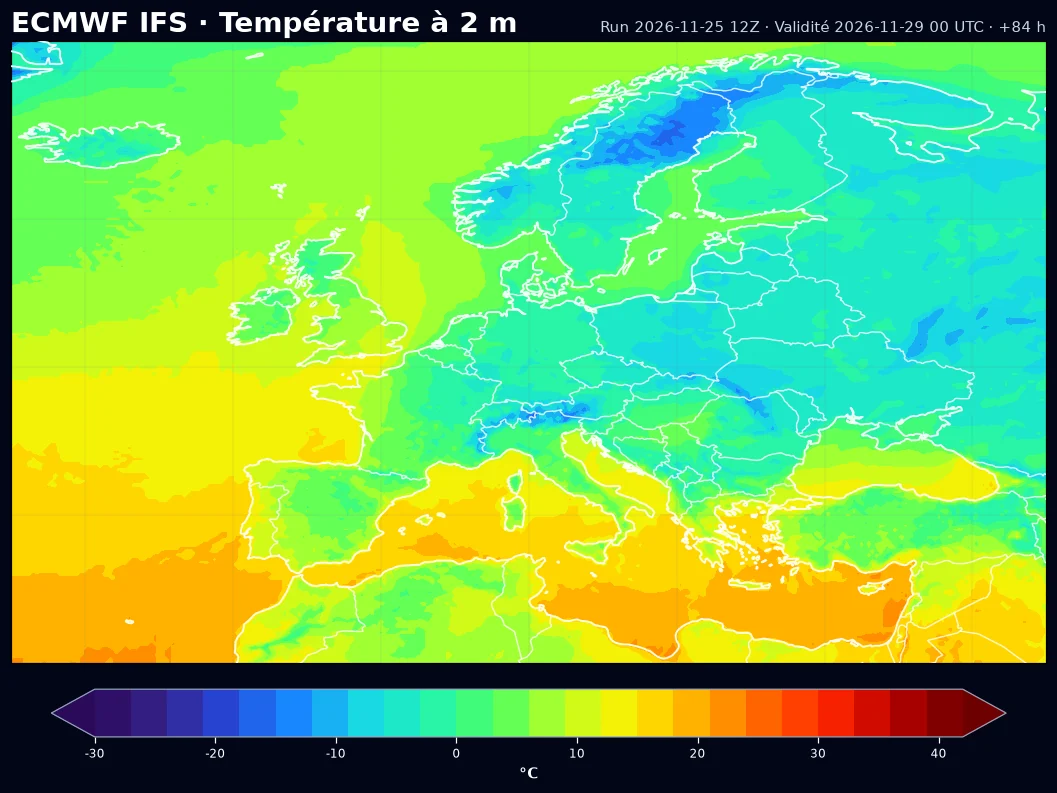 ECMWF IFS · Température à 2 m
Run 2026-11-25 12Z · Validité 2026-11-29 00 UTC · +84 h
-30 -20 -10 0 10 20 30 40
°C